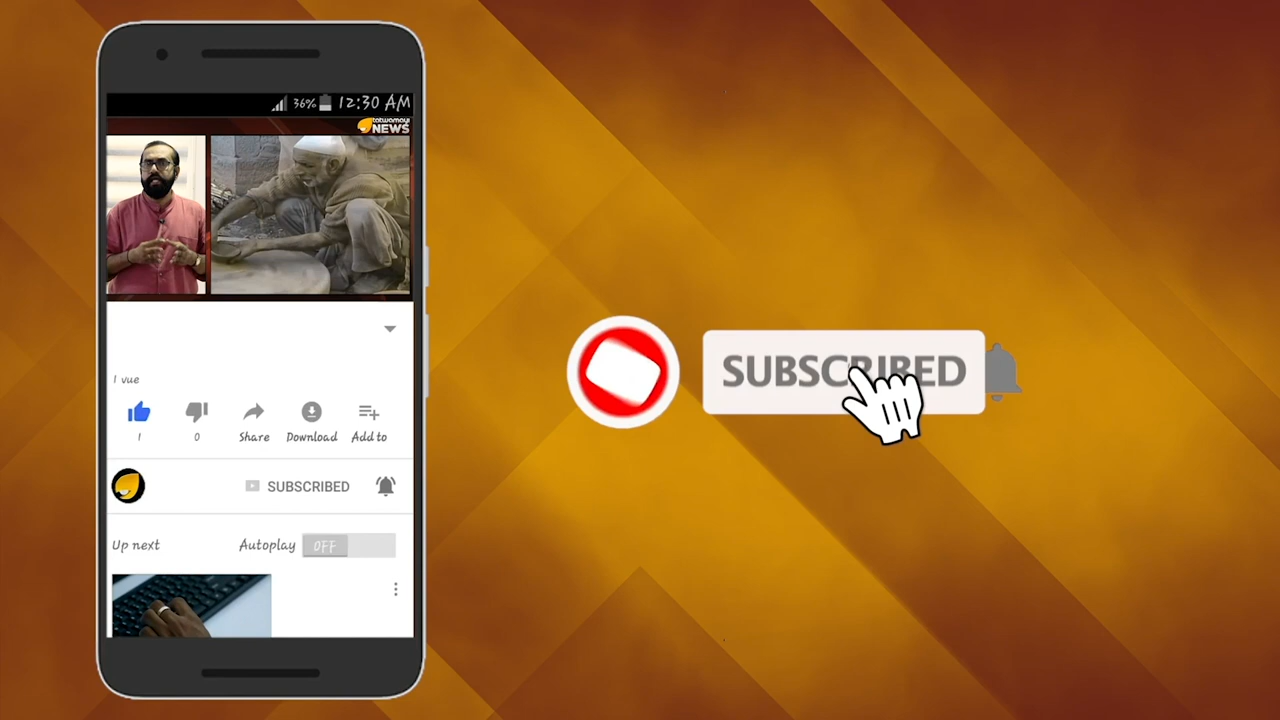 36% 12:30 AM
tatwamayi
NEWS
1 vue
1
0
Share
Download
Add to
SUBSCRIBED
Up next
Autoplay
OFF
SUBSCRIBED